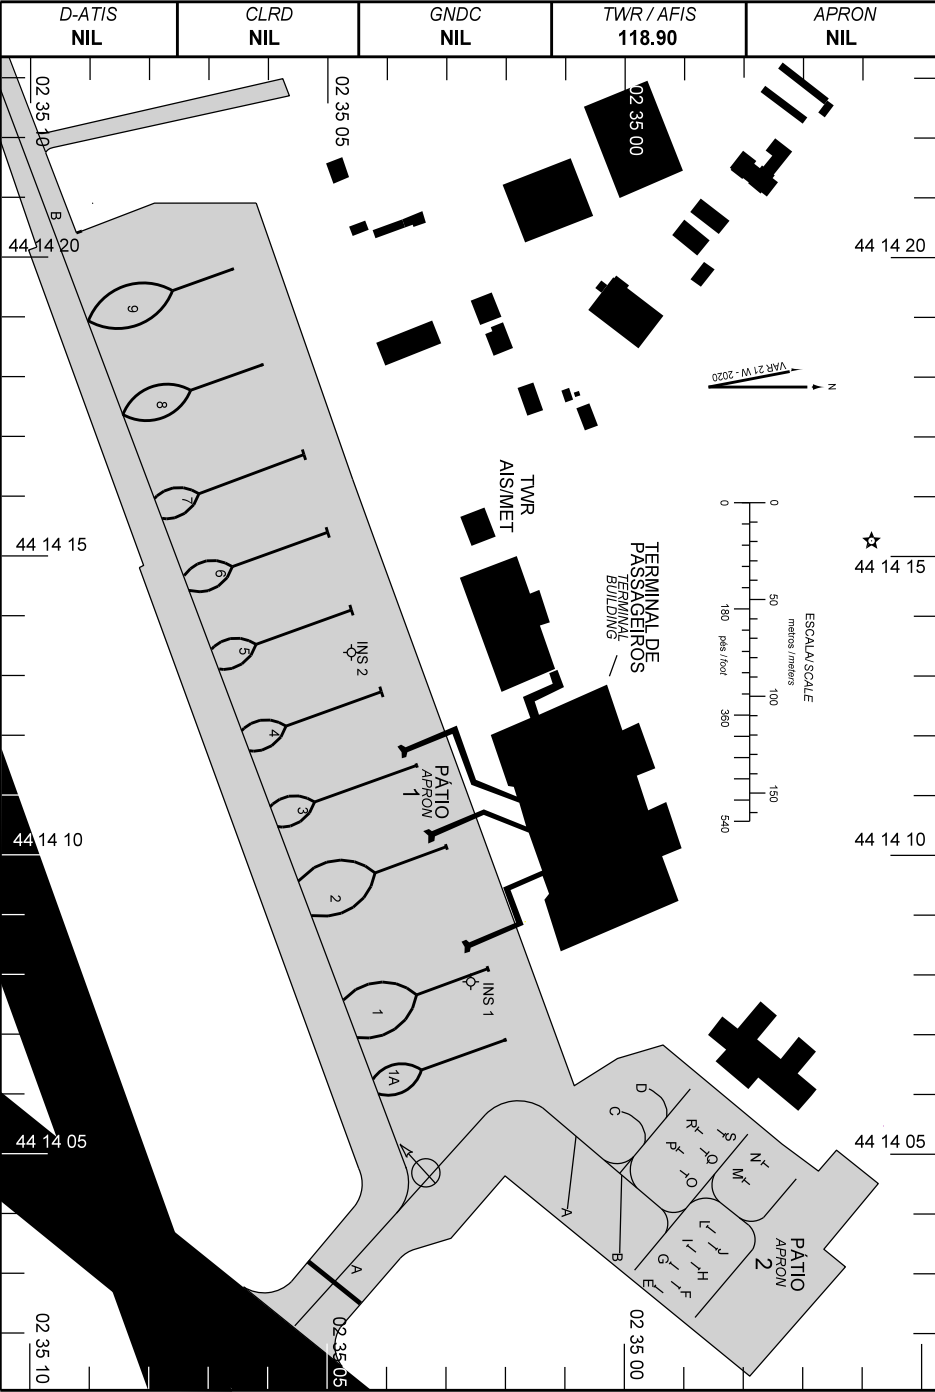 D-ATIS
NIL
CLRD
NIL
GNDC
NIL
TWR / AFIS
118.90
APRON
NIL
02 35 10
02 35 05
02 35 00
B
44 14 20
44 14 20
9
8
VAR 21 W - 2020
N
7
TWR
AIS/MET
44 14 15
44 14 15
6
TERMINAL DE
PASSAGEIROS
TERMINAL
BUILDING
0
50
100
150
metros / meters
ESCALA/ SCALE
0
180
pés / foot
360
540
5
INS 2
4
PÁTIO
APRON
1
3
44 14 10
44 14 10
2
INS 1
1
1A
44 14 05
44 14 05
D
C
R
S
P
Q
O
N
M
A
B
L
J
I
H
G
F
E
PÁTIO
APRON
2
A
A
02 35 10
02 35 05
02 35 00